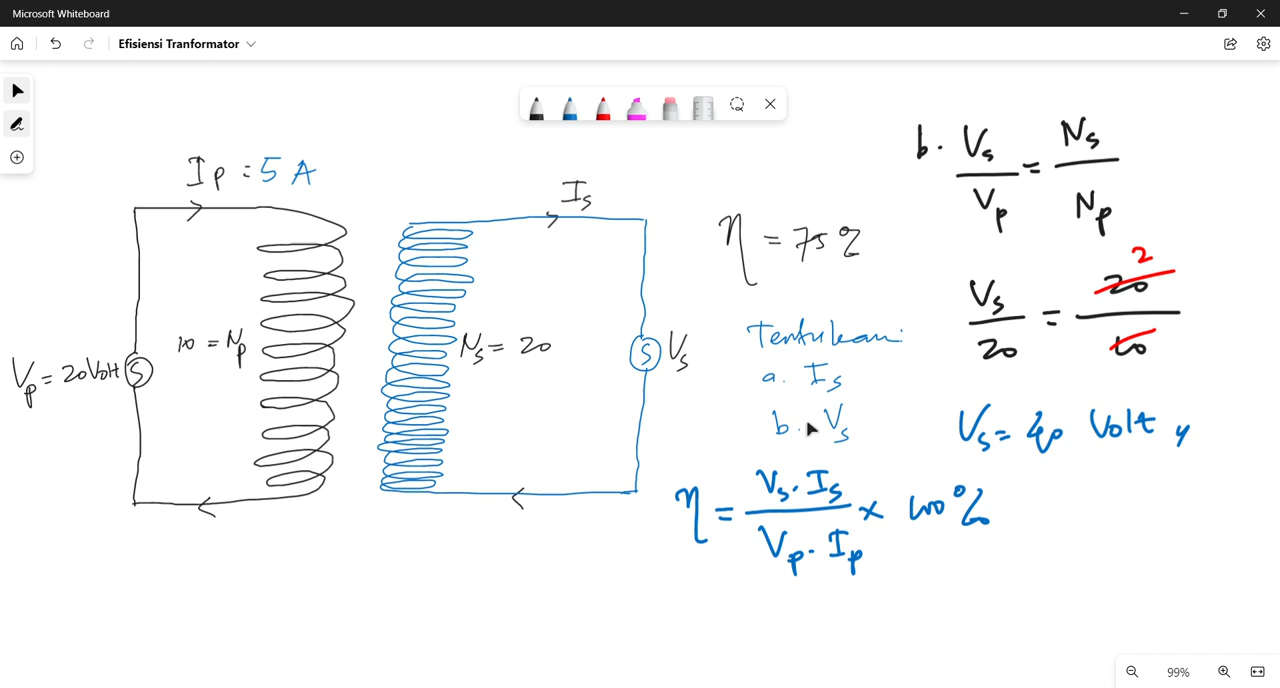 Microsoft Whiteboard
Efisiensi Tranformator
Ip = 5 A
Is
Vp = 20 Volt
S
10 = Np
Ns = 20
S
Vs
η = 75 %
Tentukan:
a. Is
b. Vs
η = Vs . Is / Vp . Ip x 100 %
b. Vs / Vp = Ns / Np
2
Vs / 20 = 20 / 10
Vs = 40 Volt
99%